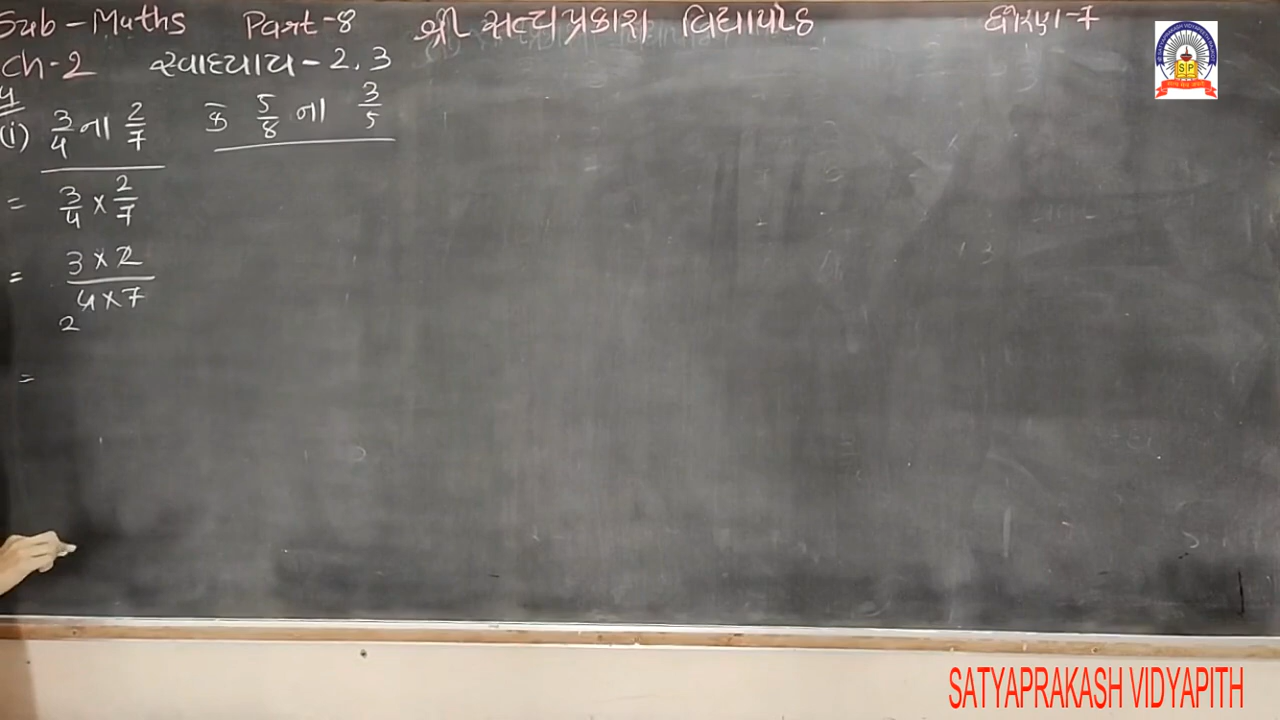 Sub - Maths Part-8 શ્રી સત્યપ્રકાશ વિદ્યાપીઠ ધોરણ-7
Ch-2 સ્વાધ્યાય - 2.3
4
(i) 3/4 ના 2/7 કે 5/8 ના 3/5
= 3/4 × 2/7
= 3 × 2 / 4 × 7
2
=
SP
SATYAPRAKASH VIDYAPITH